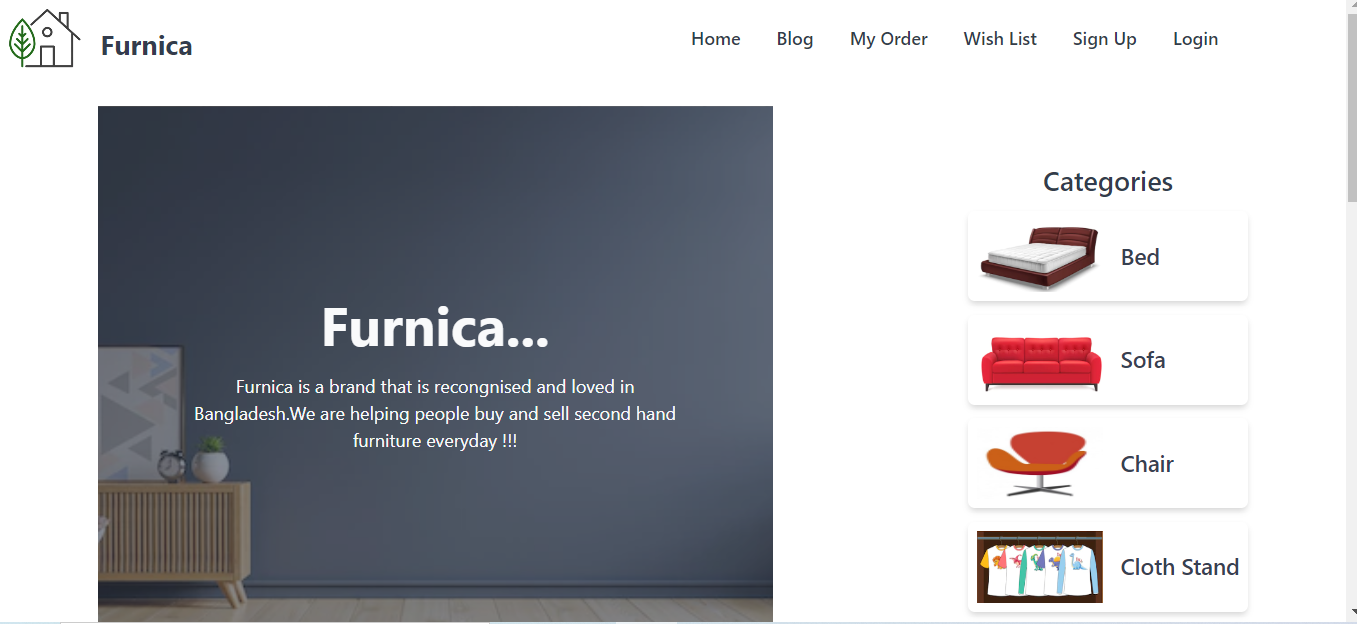 Furnica
Home Blog My Order Wish List Sign Up Login
Furnica...
Furnica is a brand that is recongnised and loved in
Bangladesh.We are helping people buy and sell second hand
furniture everyday !!!
Categories
Bed
Sofa
Chair
Cloth Stand